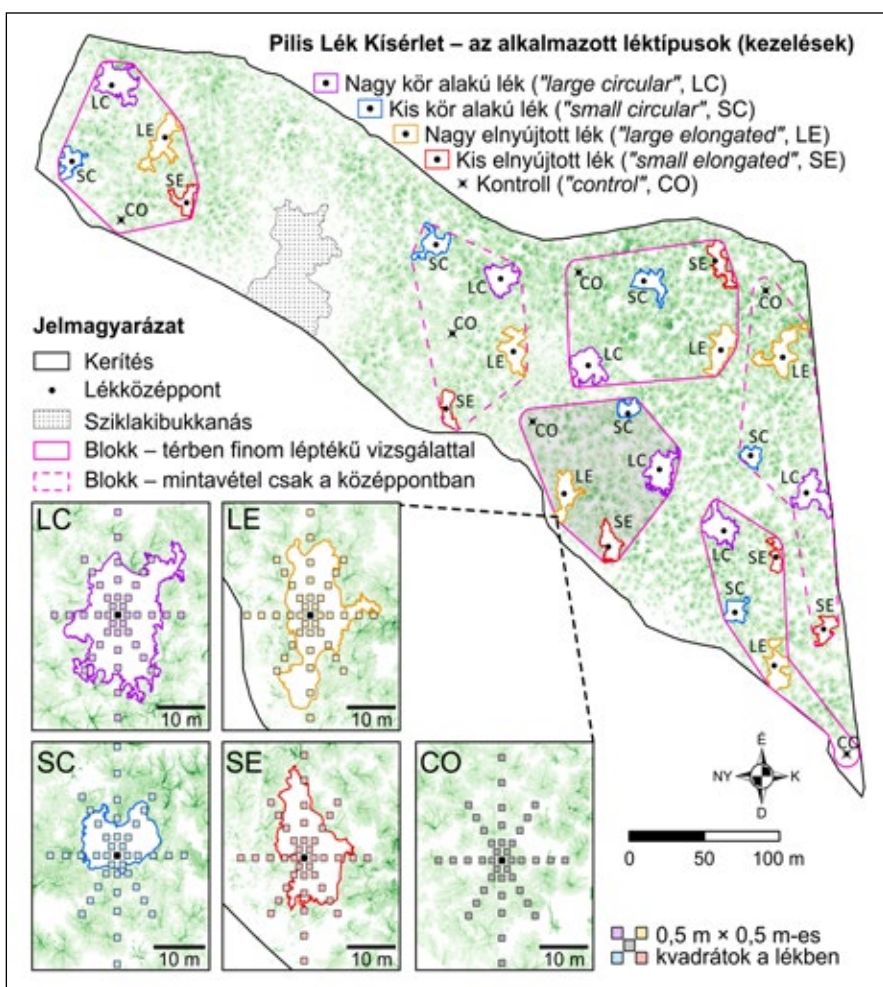 Pilis Lék Kísérlet – az alkalmazott léktípusok (kezelések)
Nagy kör alakú lék ("large circular", LC)
Kis kör alakú lék ("small circular", SC)
Nagy elnyújtott lék ("large elongated", LE)
Kis elnyújtott lék ("small elongated", SE)
Kontroll ("control", CO)
LC
LE
SC
SE
CO
SC
LC
CO
LE
SE
CO
SC
SE
LC
LE
CO
LE
SC
LC
SE
CO
SC
LC
LE
SE
LC
SE
SC
LE
CO
Jelmagyarázat
Kerítés
Lékközéppont
Sziklakibukkanás
Blokk – térben finom léptékű vizsgálattal
Blokk – mintavétel csak a középpontban
LC
10 m
LE
10 m
SC
10 m
SE
10 m
CO
10 m
É
NY K
D
0 50 100 m
0,5 m × 0,5 m-es
kvadrátok a lékben